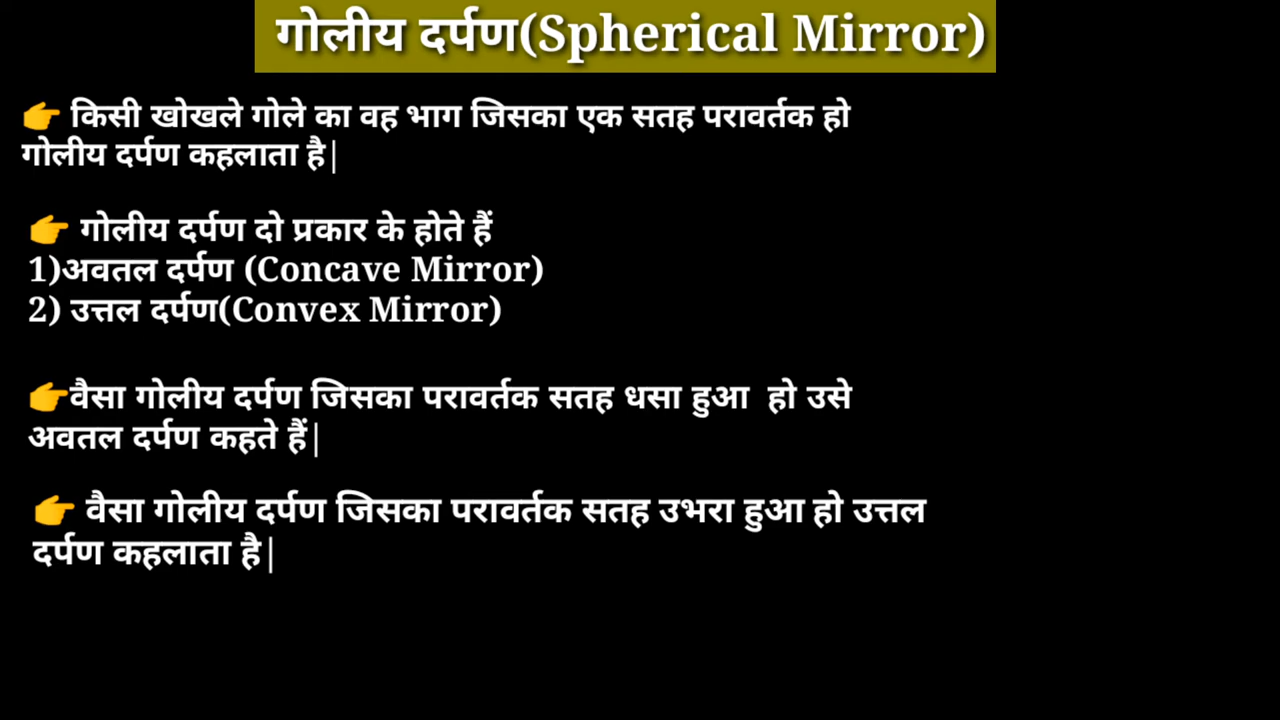 गोलीय दर्पण(Spherical Mirror)
👉 किसी खोखले गोले का वह भाग जिसका एक सतह परावर्तक हो
गोलीय दर्पण कहलाता है|
👉 गोलीय दर्पण दो प्रकार के होते हैं
1)अवतल दर्पण (Concave Mirror)
2) उत्तल दर्पण(Convex Mirror)
👉वैसा गोलीय दर्पण जिसका परावर्तक सतह धसा हुआ हो उसे
अवतल दर्पण कहते हैं|
👉 वैसा गोलीय दर्पण जिसका परावर्तक सतह उभरा हुआ हो उत्तल
दर्पण कहलाता है|